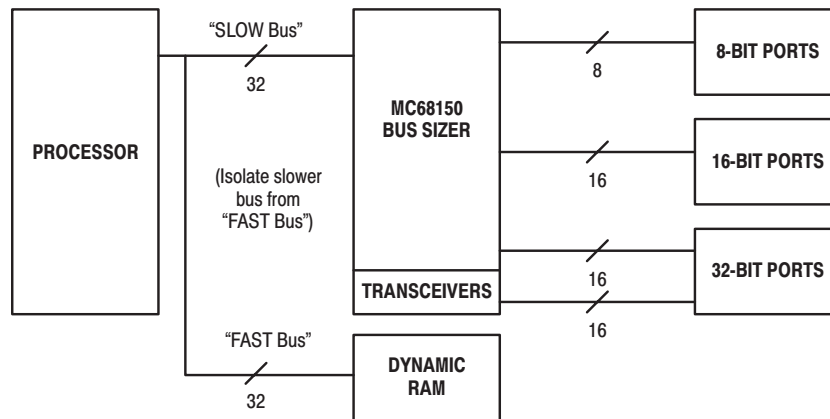 “SLOW Bus”
32
PROCESSOR
(Isolate slower
bus from
“FAST Bus”)
“FAST Bus”
32
MC68150
BUS SIZER
TRANSCEIVERS
DYNAMIC
RAM
8
8-BIT PORTS
16
16-BIT PORTS
16
32-BIT PORTS
16